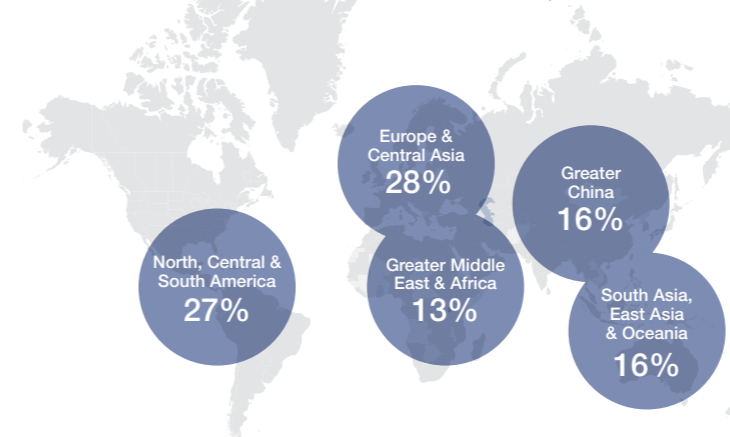 Europe &
Central Asia
28%
Greater
China
16%
North, Central &
South America
27%
Greater Middle
East & Africa
13%
South Asia,
East Asia
& Oceania
16%